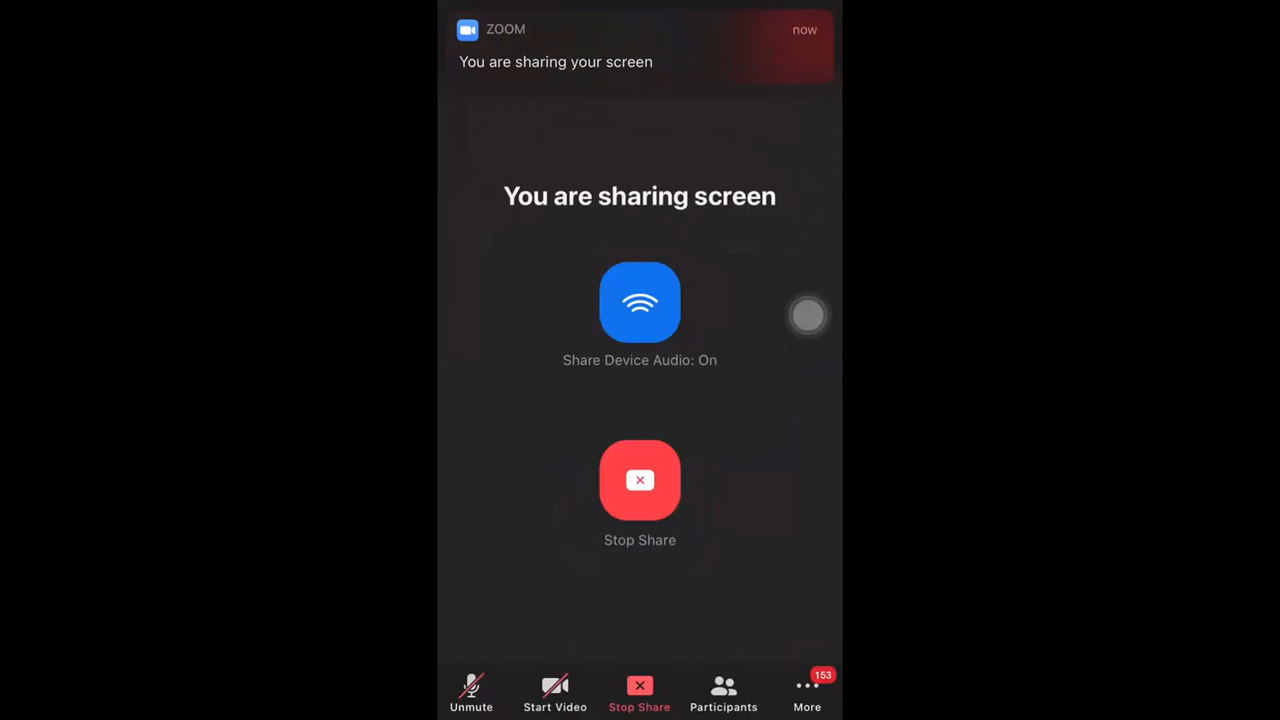 ZOOM
now
You are sharing your screen
You are sharing screen
Share Device Audio: On
Stop Share
153
Unmute
Start Video
Stop Share
Participants
More